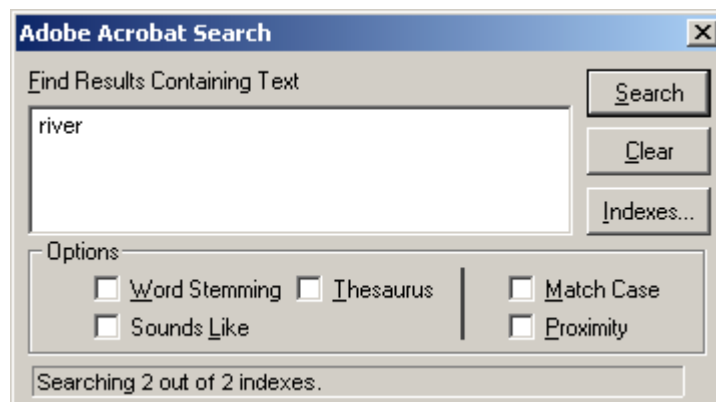 Adobe Acrobat Search
Find Results Containing Text
Search
river
Clear
Indexes...
Options
Word Stemming Thesaurus Match Case
Sounds Like Proximity
Searching 2 out of 2 indexes.